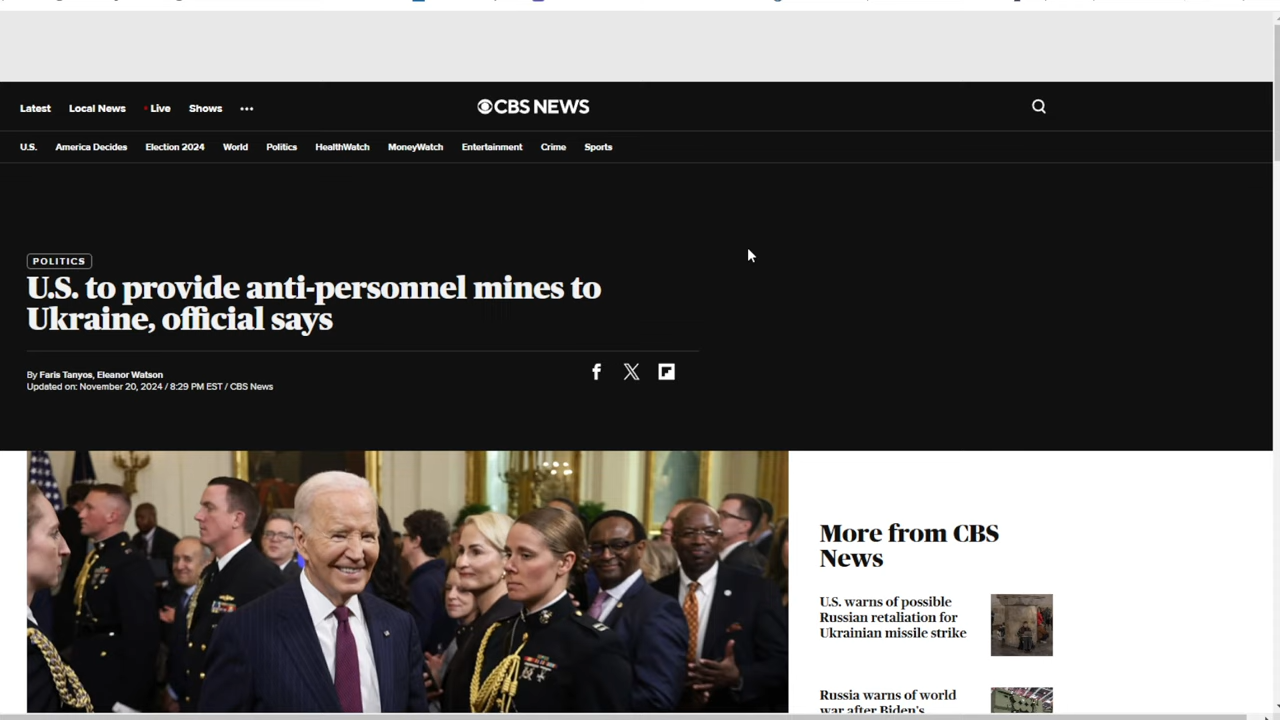 Latest Local News Live Shows
CBS NEWS
U.S. America Decides Election 2024 World Politics HealthWatch MoneyWatch Entertainment Crime Sports
POLITICS
U.S. to provide anti-personnel mines to
Ukraine, official says
By Faris Tanyos, Eleanor Watson
Updated on: November 20, 2024 / 8:29 PM EST / CBS News
More from CBS
News
U.S. warns of possible
Russian retaliation for
Ukrainian missile strike
Russia warns of world
war after Biden's